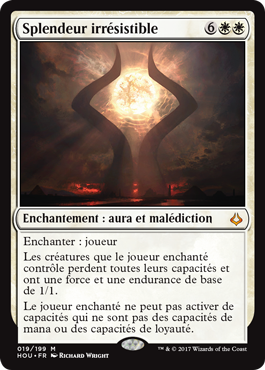 Splendeur irrésistible 6
Enchantement : aura et malédiction
Enchanter : joueur
Les créatures que le joueur enchanté
contrôle perdent toutes leurs capacités et
ont une force et une endurance de base
de 1/1.
Le joueur enchanté ne peut pas activer de
capacités qui ne sont pas des capacités de
mana ou des capacités de loyauté.
019/199 M
HOU • FR Richard Wright
™ & © 2017 Wizards of the Coast